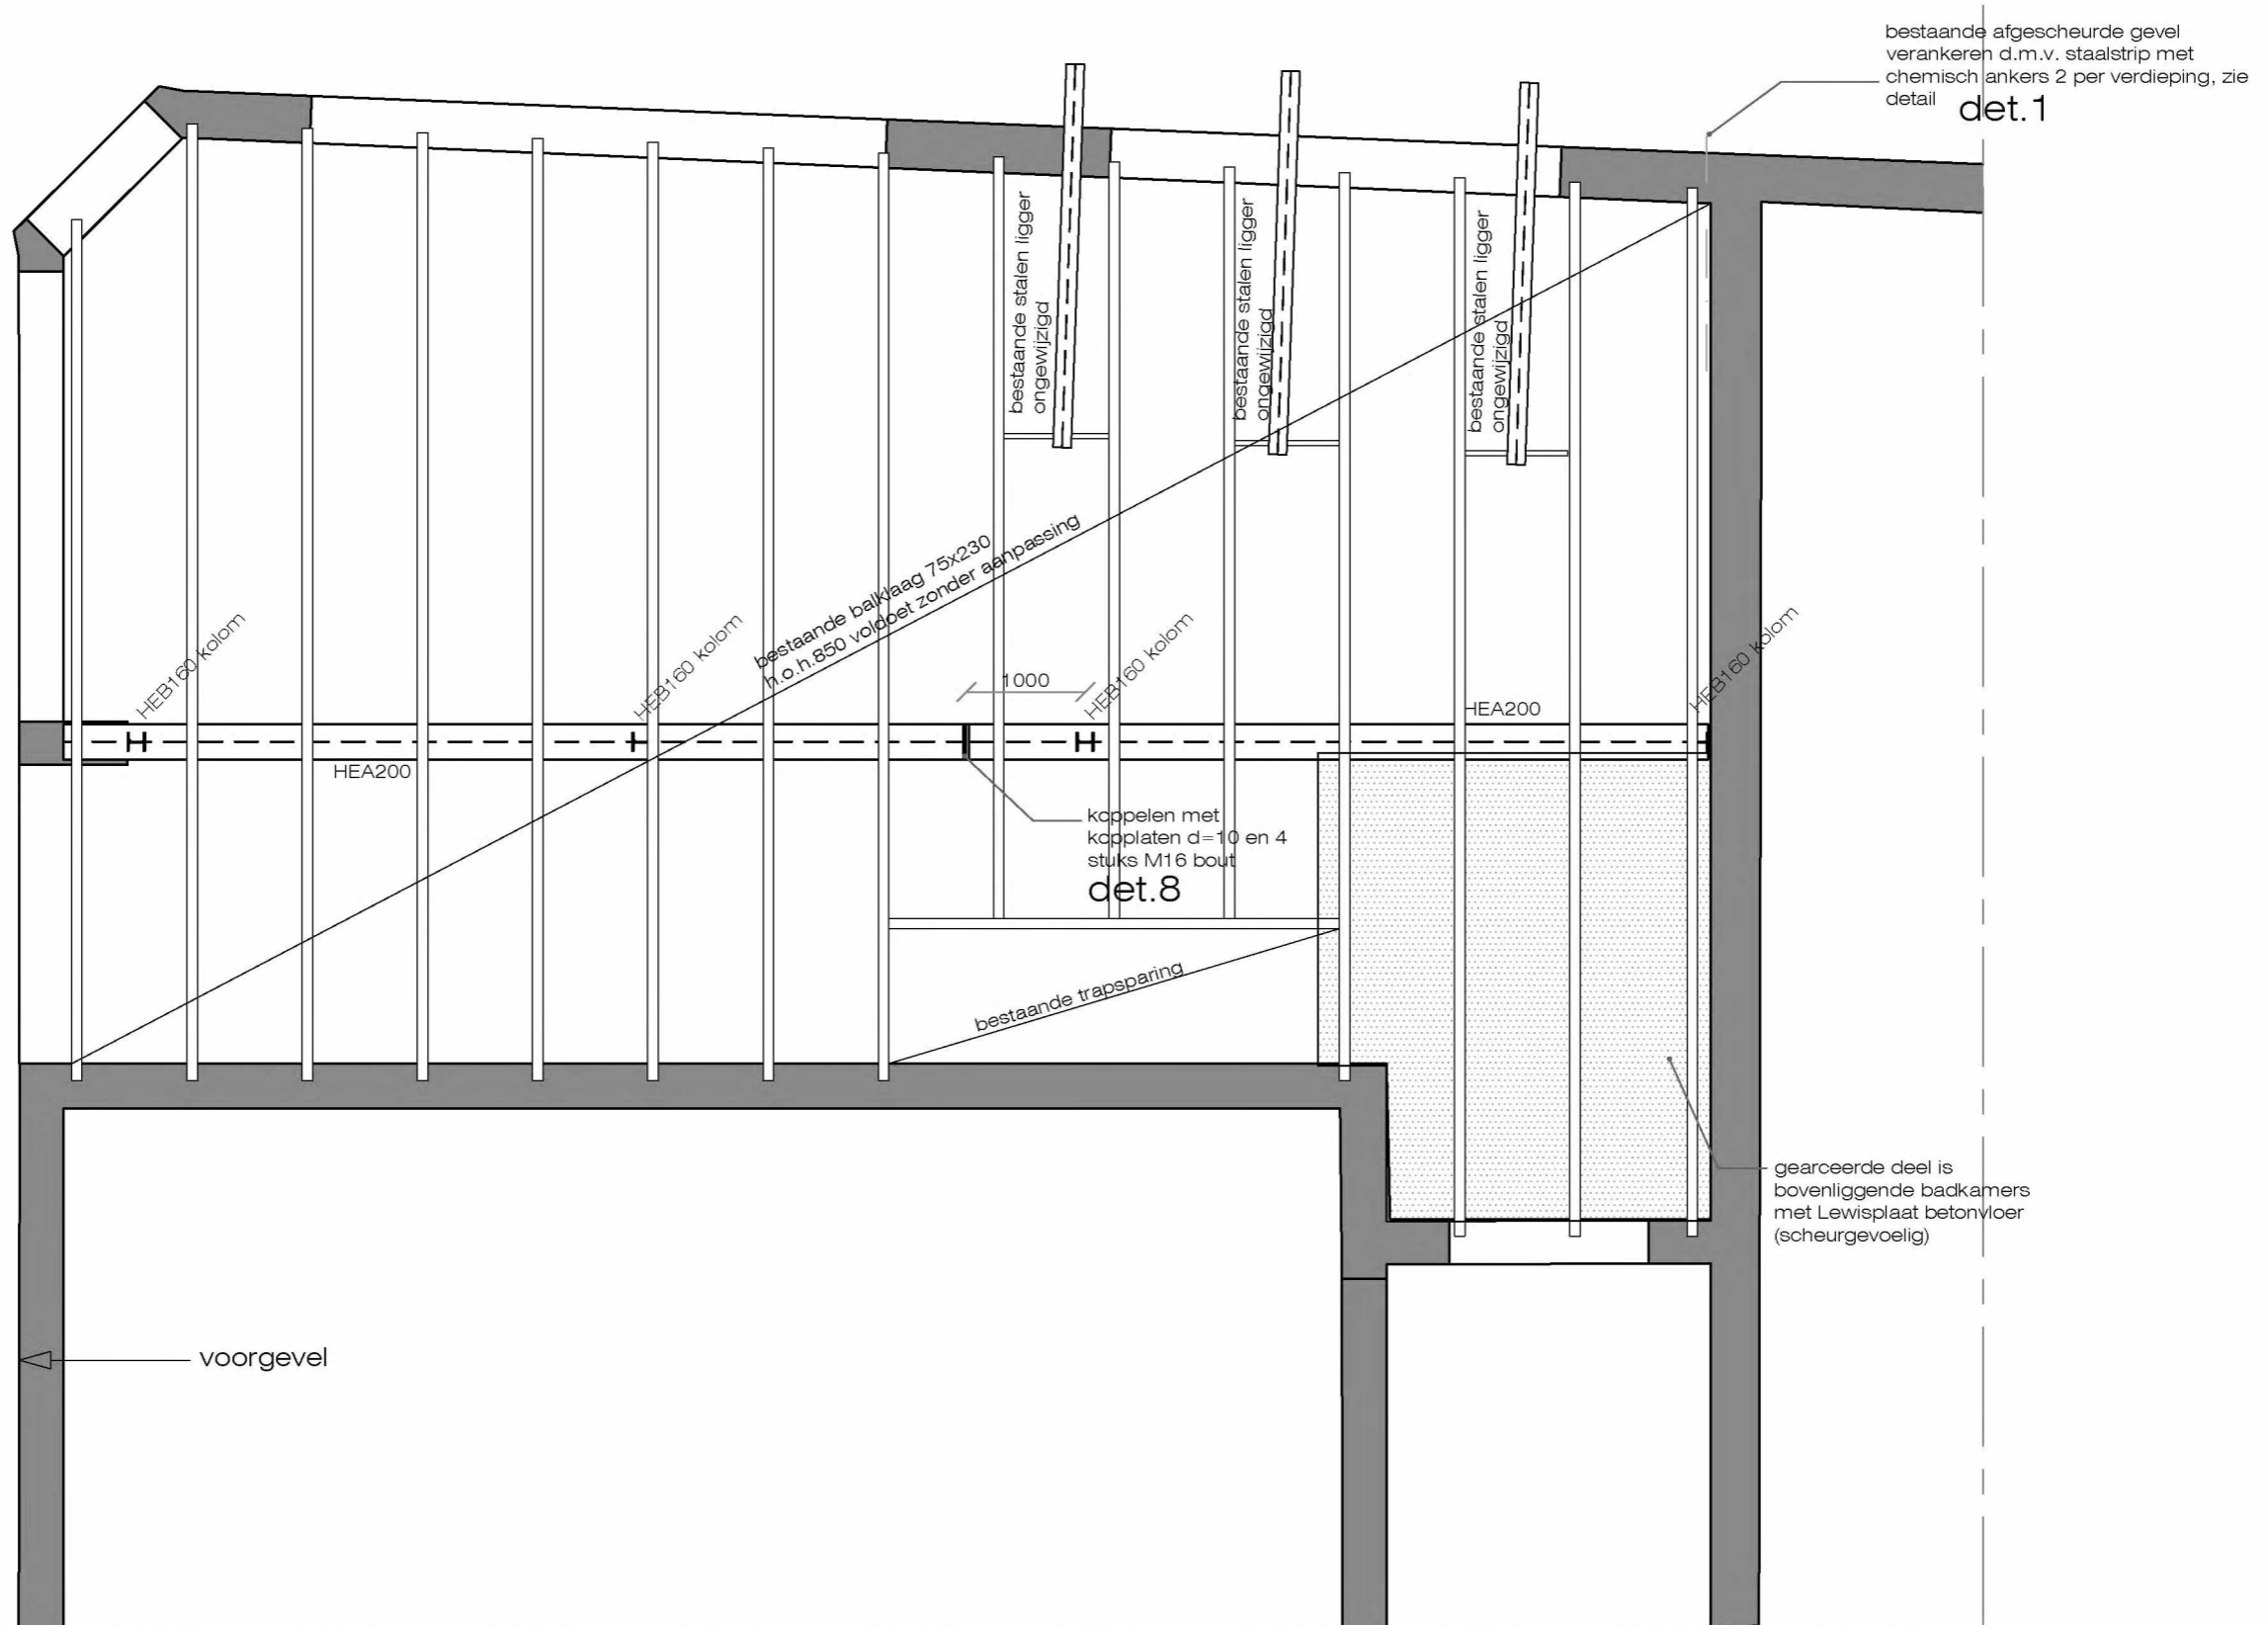 bestaande afgescheurde gevel
verankeren d.m.v. staalstrip met
chemisch ankers 2 per verdieping, zie
detail det.1
bestaande stalen ligger
ongewijzigd
bestaande stalen ligger
ongewijzigd
bestaande stalen ligger
ongewijzigd
bestaande balklaag 75x230
h.o.h.850 voldoet zonder aanpassing
HEB160 kolom
HEB160 kolom
1000
HEB160 kolom
HEB160 kolom
HEA200
HEA200
koppelen met
kopplaten d=10 en 4
stuks M16 bout
det.8
bestaande trapsparing
gearceerde deel is
bovenliggende badkamers
met Lewisplaat betonvloer
(scheurgevoelig)
voorgevel